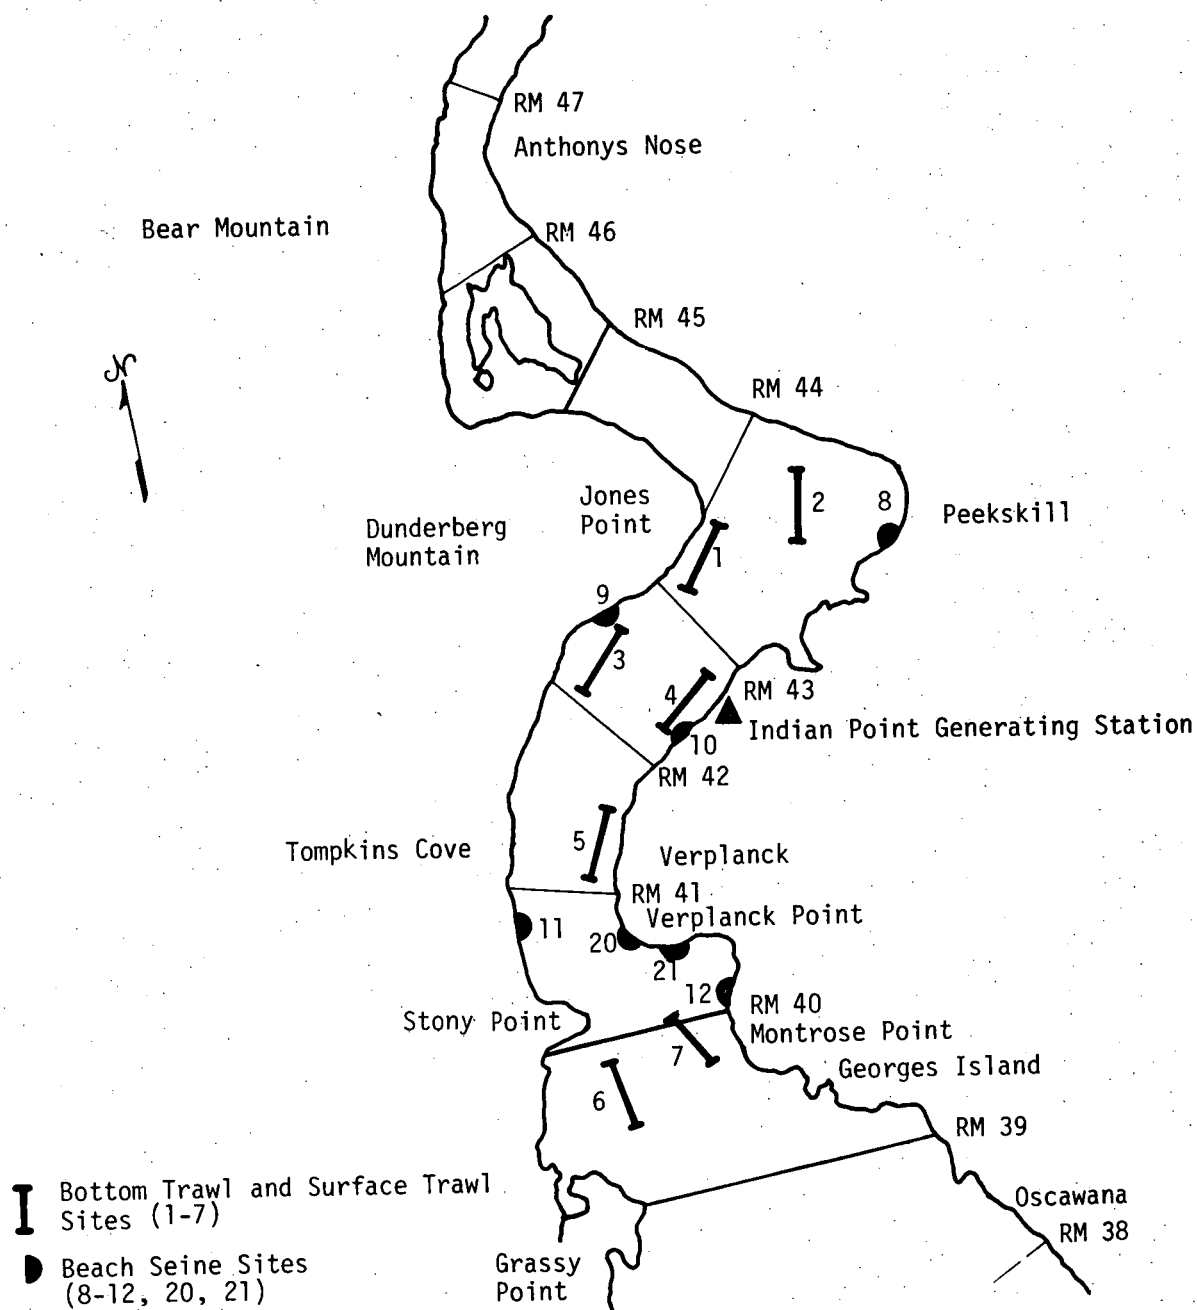 RM 47
Anthonys Nose
Bear Mountain
RM 46
RM 45
N
RM 44
Jones
Point
2
8
Peekskill
Dunderberg
Mountain
1
9
3
4
RM 43
Indian Point Generating Station
10
RM 42
5
Tompkins Cove
Verplanck
RM 41
Verplanck Point
11
20
21
12
RM 40
Stony Point
Montrose Point
7
Georges Island
6
RM 39
Bottom Trawl and Surface Trawl
Sites (1-7)
Oscawana
RM 38
Beach Seine Sites
(8-12, 20, 21)
Grassy
Point